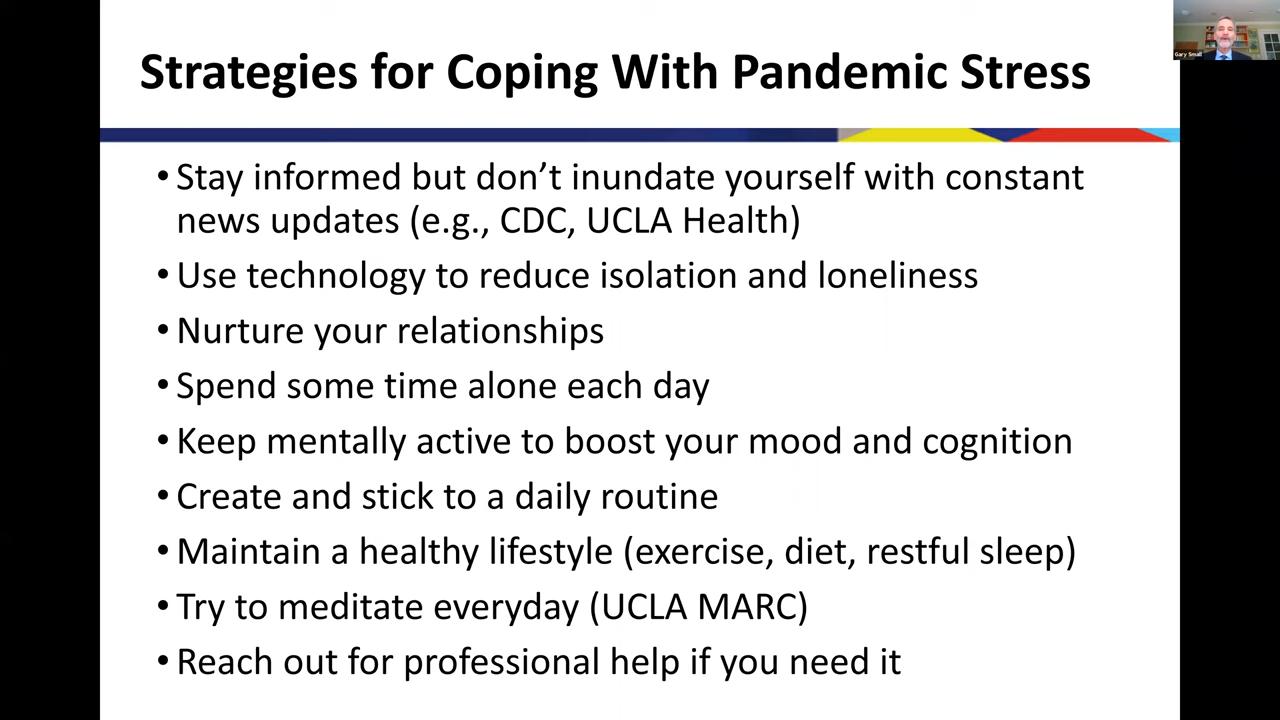 Strategies for Coping With Pandemic Stress
Gary Small
• Stay informed but don’t inundate yourself with constant
news updates (e.g., CDC, UCLA Health)
• Use technology to reduce isolation and loneliness
• Nurture your relationships
• Spend some time alone each day
• Keep mentally active to boost your mood and cognition
• Create and stick to a daily routine
• Maintain a healthy lifestyle (exercise, diet, restful sleep)
• Try to meditate everyday (UCLA MARC)
• Reach out for professional help if you need it